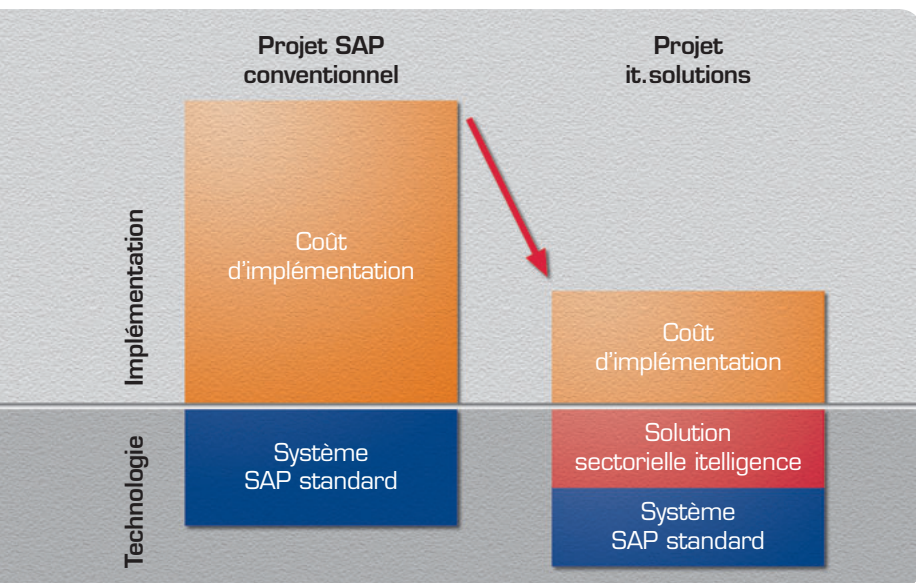 Projet SAP
conventionnel
Projet
it.solutions
Implémentation
Coût
d'implémentation
Coût
d'implémentation
Technologie
Système
SAP standard
Solution
sectorielle itelligence
Système
SAP standard